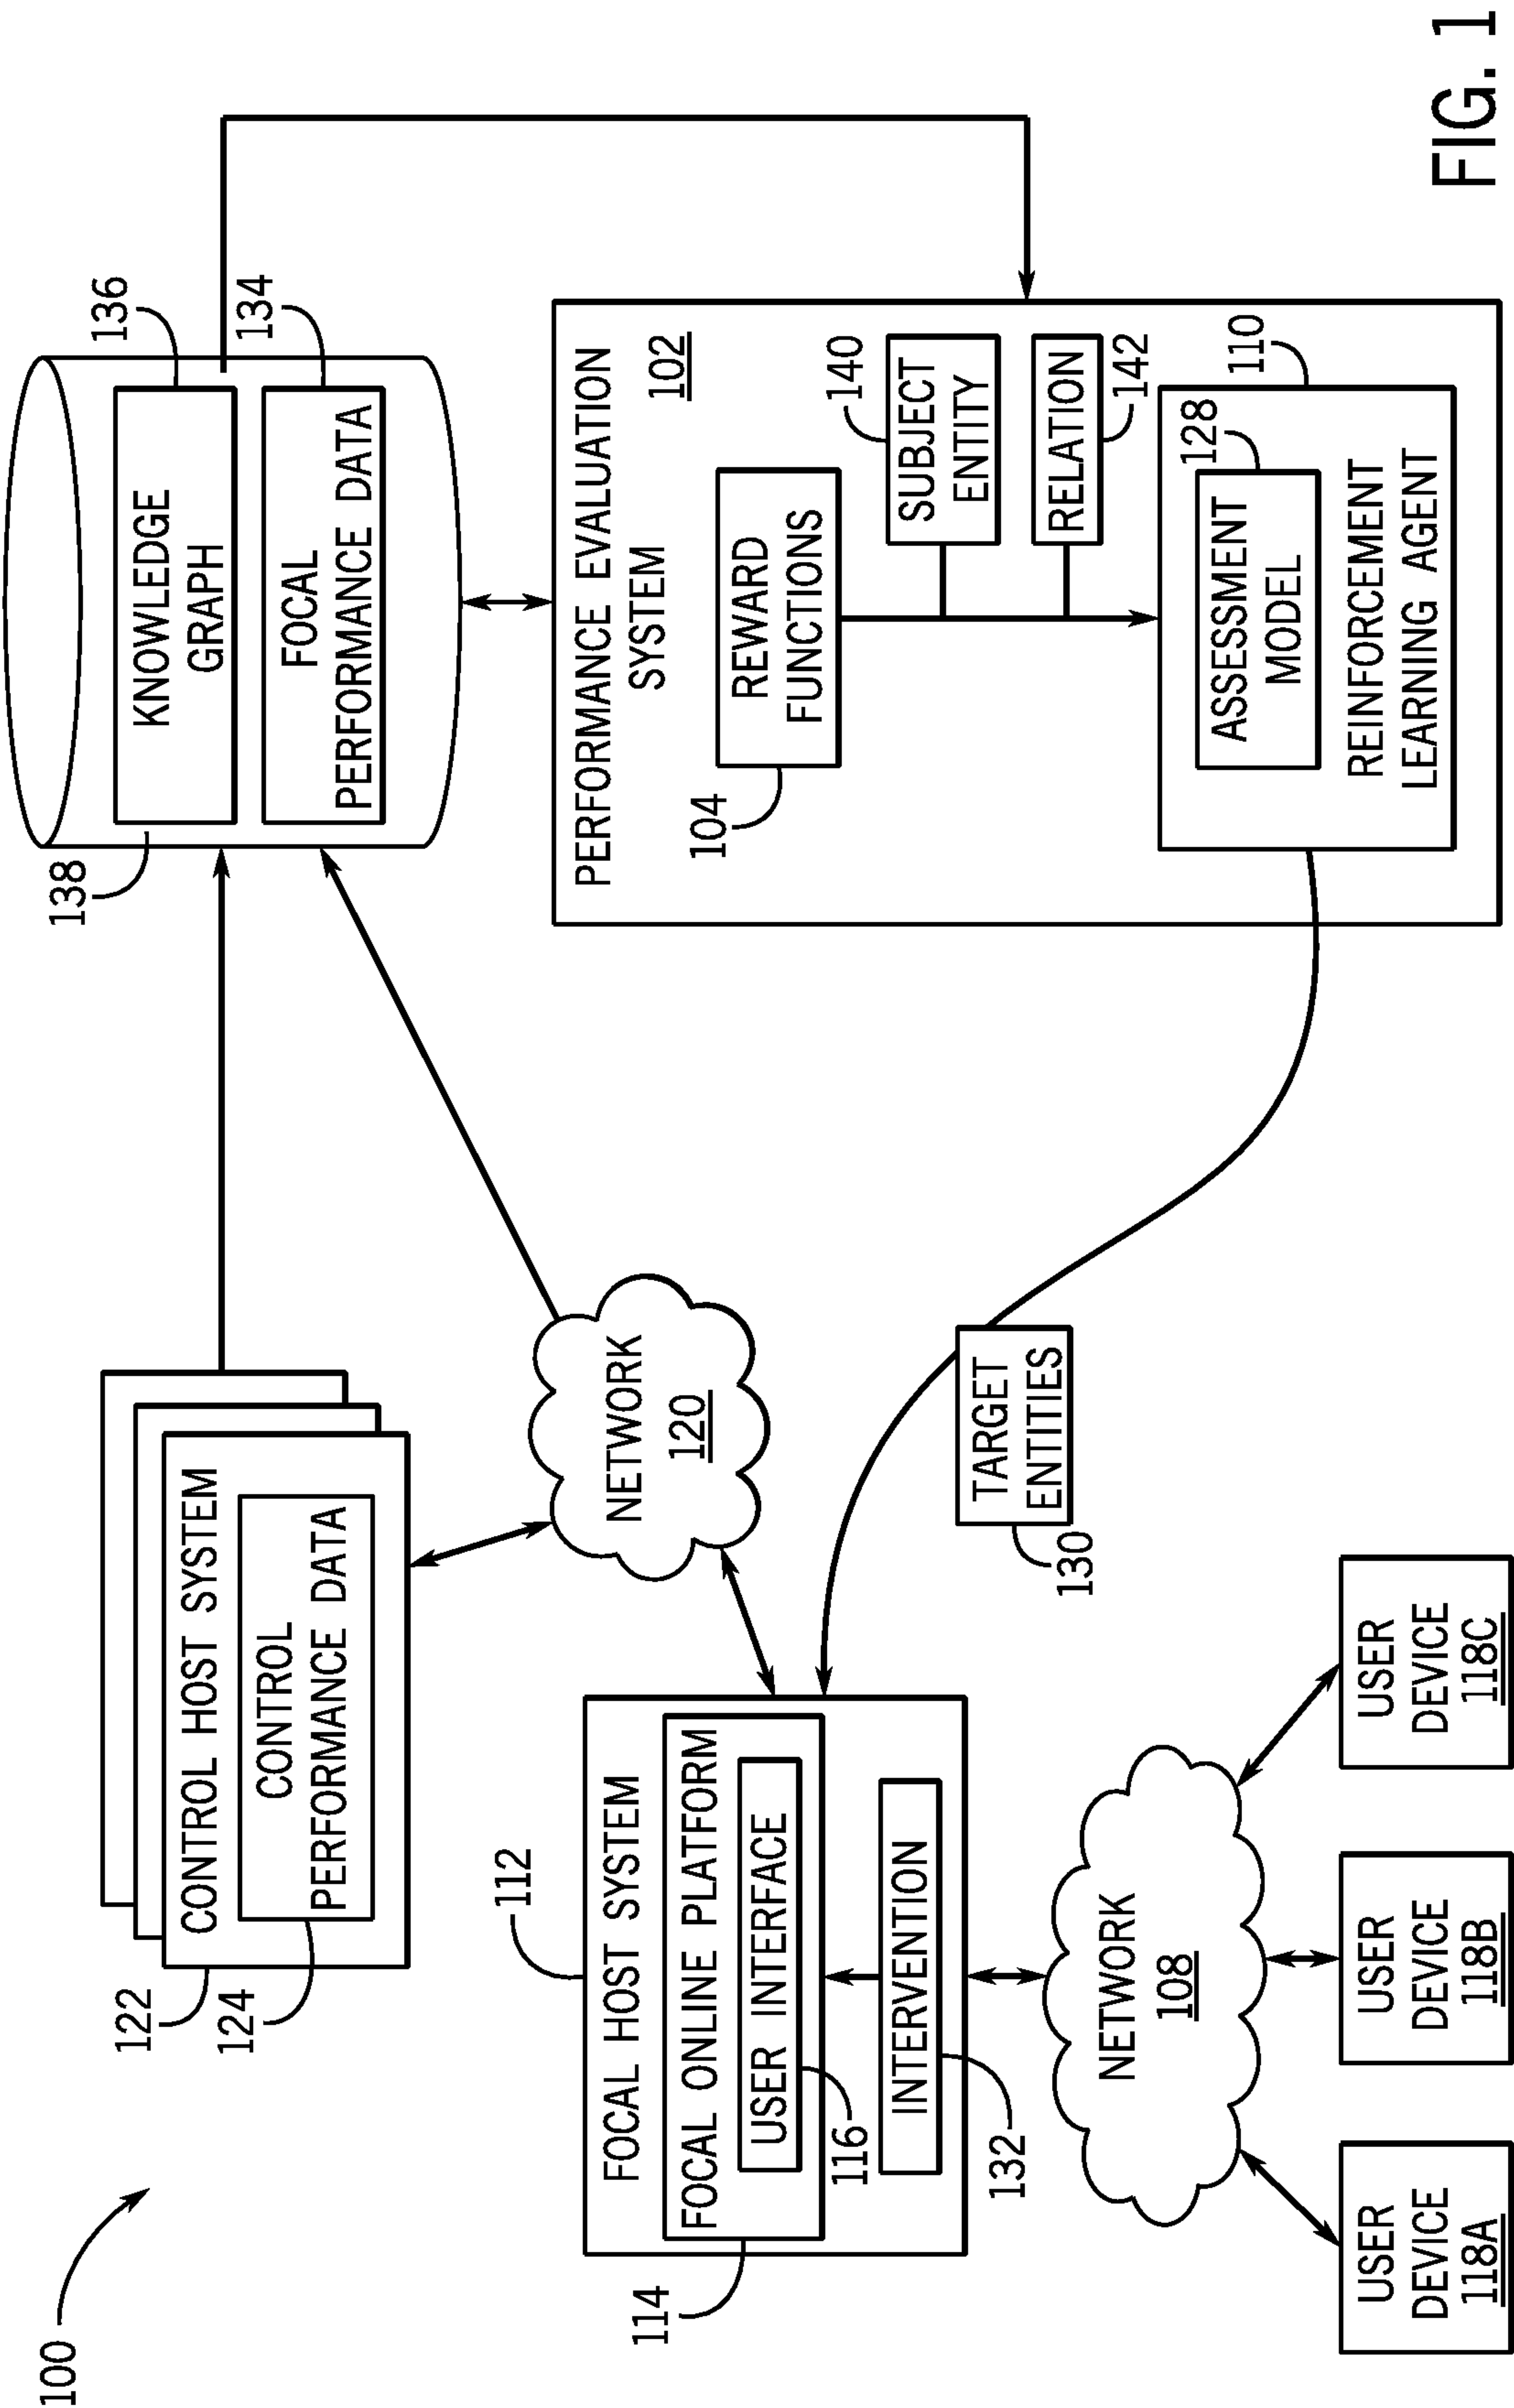 100
122
CONTROL HOST SYSTEM
CONTROL
PERFORMANCE DATA
124
138
KNOWLEDGE
GRAPH
136
FOCAL
PERFORMANCE DATA
134
NETWORK
120
112
FOCAL HOST SYSTEM
FOCAL ONLINE PLATFORM
USER INTERFACE
116
114
INTERVENTION
132
TARGET
ENTITIES
130
PERFORMANCE EVALUATION
SYSTEM
102
REWARD
FUNCTIONS
104
140
SUBJECT
ENTITY
RELATION
142
110
128
ASSESSMENT
MODEL
REINFORCEMENT
LEARNING AGENT
NETWORK
108
USER
DEVICE
118A
USER
DEVICE
118B
USER
DEVICE
118C
FIG. 1